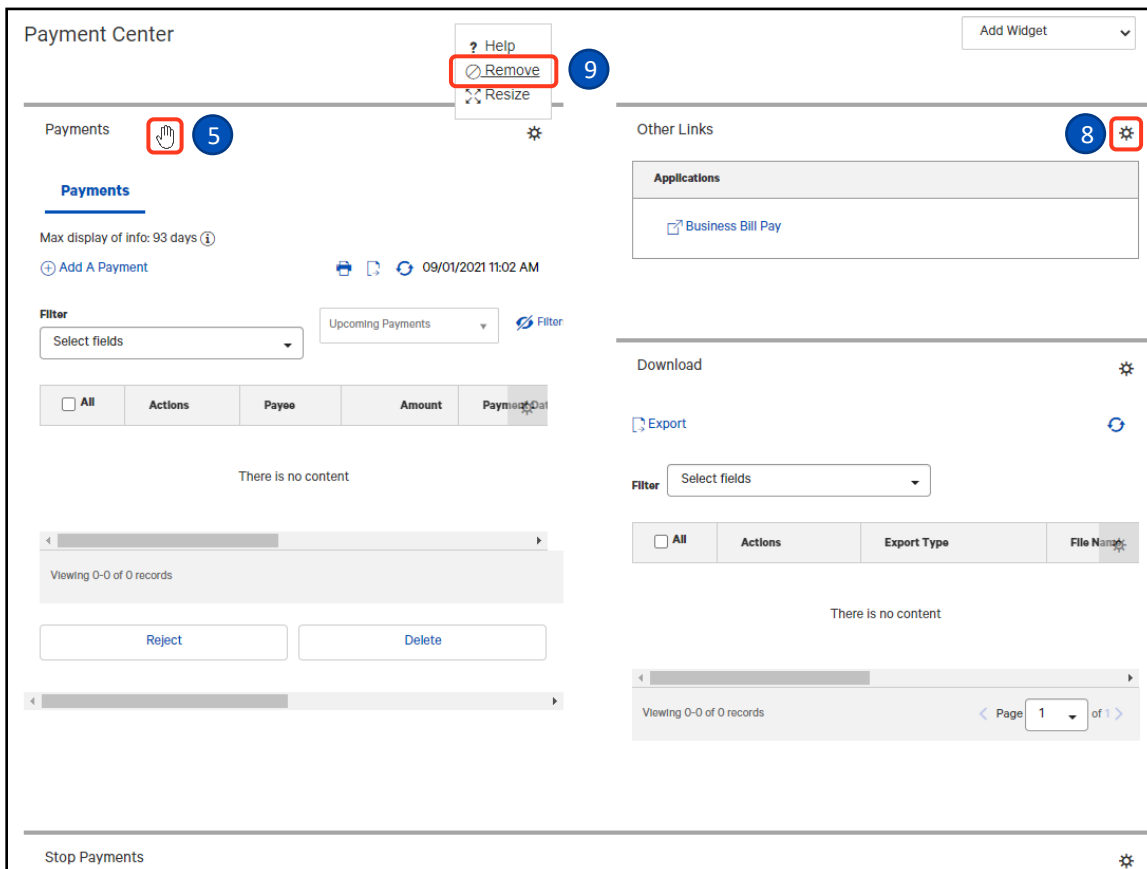 Payment Center
Add Widget
? Help
Remove
9
Resize
Payments
5
Other Links
8
Payments
Applications
Business Bill Pay
Max display of info: 93 days
Add A Payment
09/01/2021 11:02 AM
Filter
Select fields
Upcoming Payments
Filter
Download
All Actions Payee Amount Payment Dat
Export
There is no content
Filter
Select fields
All Actions Export Type File Name
Viewing 0-0 of 0 records
There is no content
Reject
Delete
Viewing 0-0 of 0 records
Page 1 of 1
Stop Payments